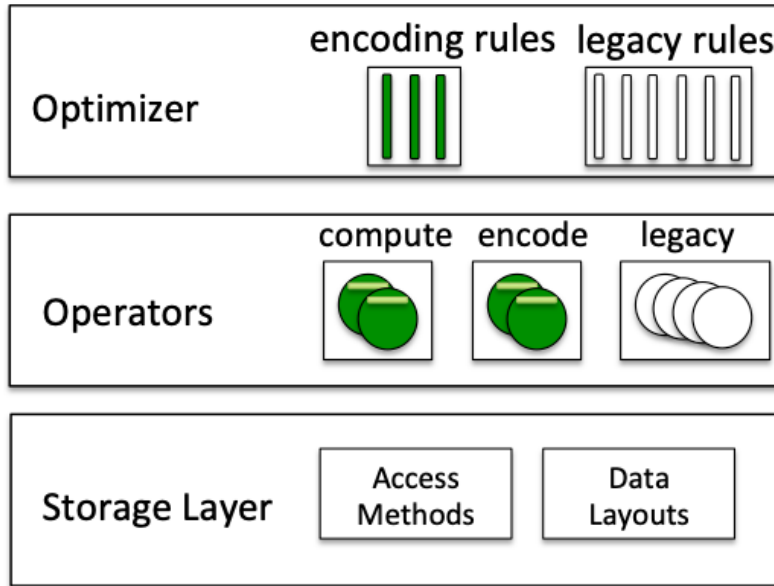 encoding rules legacy rules
Optimizer
compute encode legacy
Operators
Access Methods
Data Layouts
Storage Layer